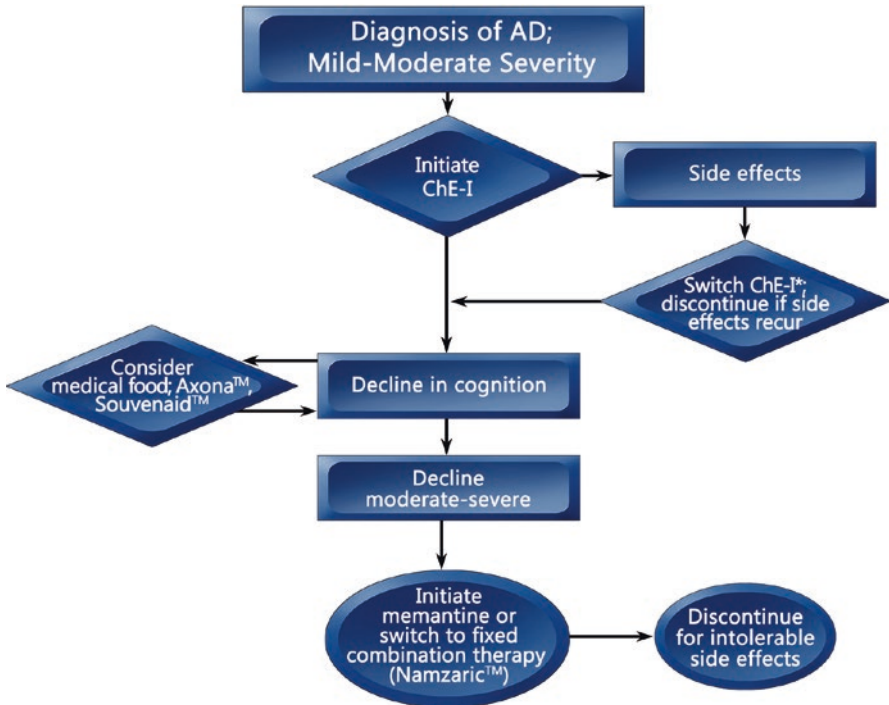 Diagnosis of AD;
Mild-Moderate Severity
Initiate
ChE-I
Side effects
Switch ChE-I*;
discontinue if side
effects recur
Consider
medical food; Axona™,
Souvenaid™
Decline in cognition
Decline
moderate-severe
Initiate
memantine or
switch to fixed
combination therapy
(Namzaric™)
Discontinue
for intolerable
side effects